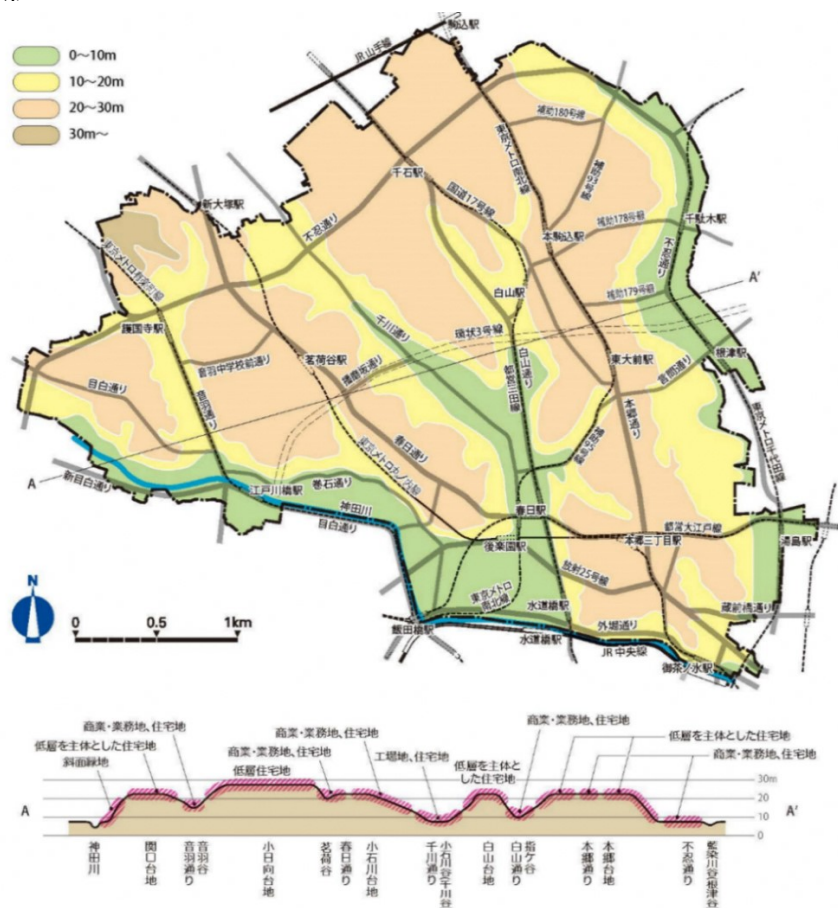 0〜10m
10〜20m
20〜30m
30m〜
駒込駅
JR山手線
補助180号線
東京メトロ南北線
千石駅
国道17号線
補助93号線
新大塚駅
不忍通り
千駄木駅
補助178号線
本駒込駅
不忍通り
東京メトロ有楽町線
白山駅
補助179号線
A'
千川通り
環状3号線
護国寺駅
白山通り
音羽中学校前通り
茗荷谷駅
播磨坂通り
都営三田線
東大前駅
根津駅
言問通り
目白通り
音羽通り
本郷通り
春日通り
東京メトロ丸ノ内線
東京メトロ千代田線
A
新目白通り
江戸川橋駅
巻石通り
神田川
目白通り
春日駅
都営大江戸線
後楽園駅
本郷三丁目駅
湯島駅
放射25号線
東京メトロ
南北線
水道橋駅
蔵前橋通り
外堀通り
飯田橋駅
水道橋駅
JR中央線
御茶ノ水駅
N
0
0.5
1km
商業・業務地、住宅地
低層を主体とした住宅地
斜面緑地
商業・業務地、住宅地
商業・業務地、住宅地
低層住宅地
工場地、住宅地
商業・業務地、住宅地
低層を主体と
した住宅地
低層を主体とした住宅地
商業・業務地、住宅地
30m
20
10
0
A
A'
神田川
関口台地
音羽通り
音羽谷
小日向台地
茗荷谷
春日通り
小石川台地
千川通り
小石川谷(千川谷)
白山台地
白山通り
指ケ谷
本郷通り
本郷台地
不忍通り
藍染川谷(根津谷)